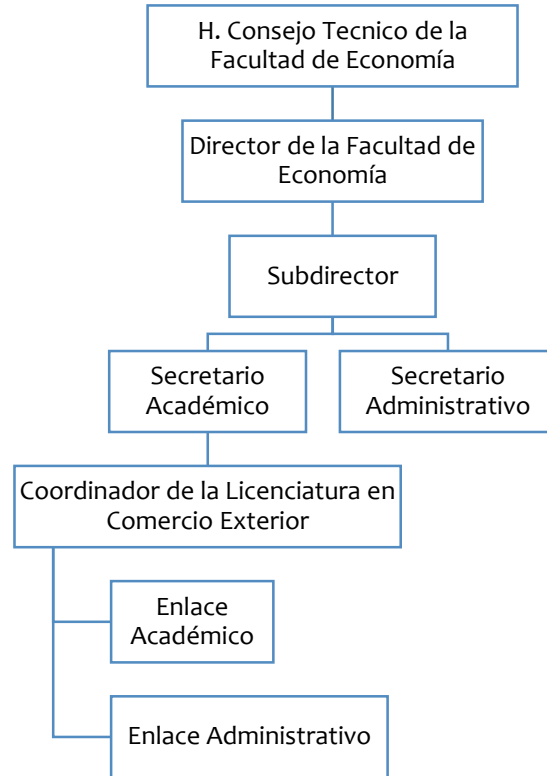 H. Consejo Tecnico de la
Facultad de Economía
Director de la Facultad de
Economía
Subdirector
Secretario
Académico
Secretario
Administrativo
Coordinador de la Licenciatura en
Comercio Exterior
Enlace
Académico
Enlace Administrativo